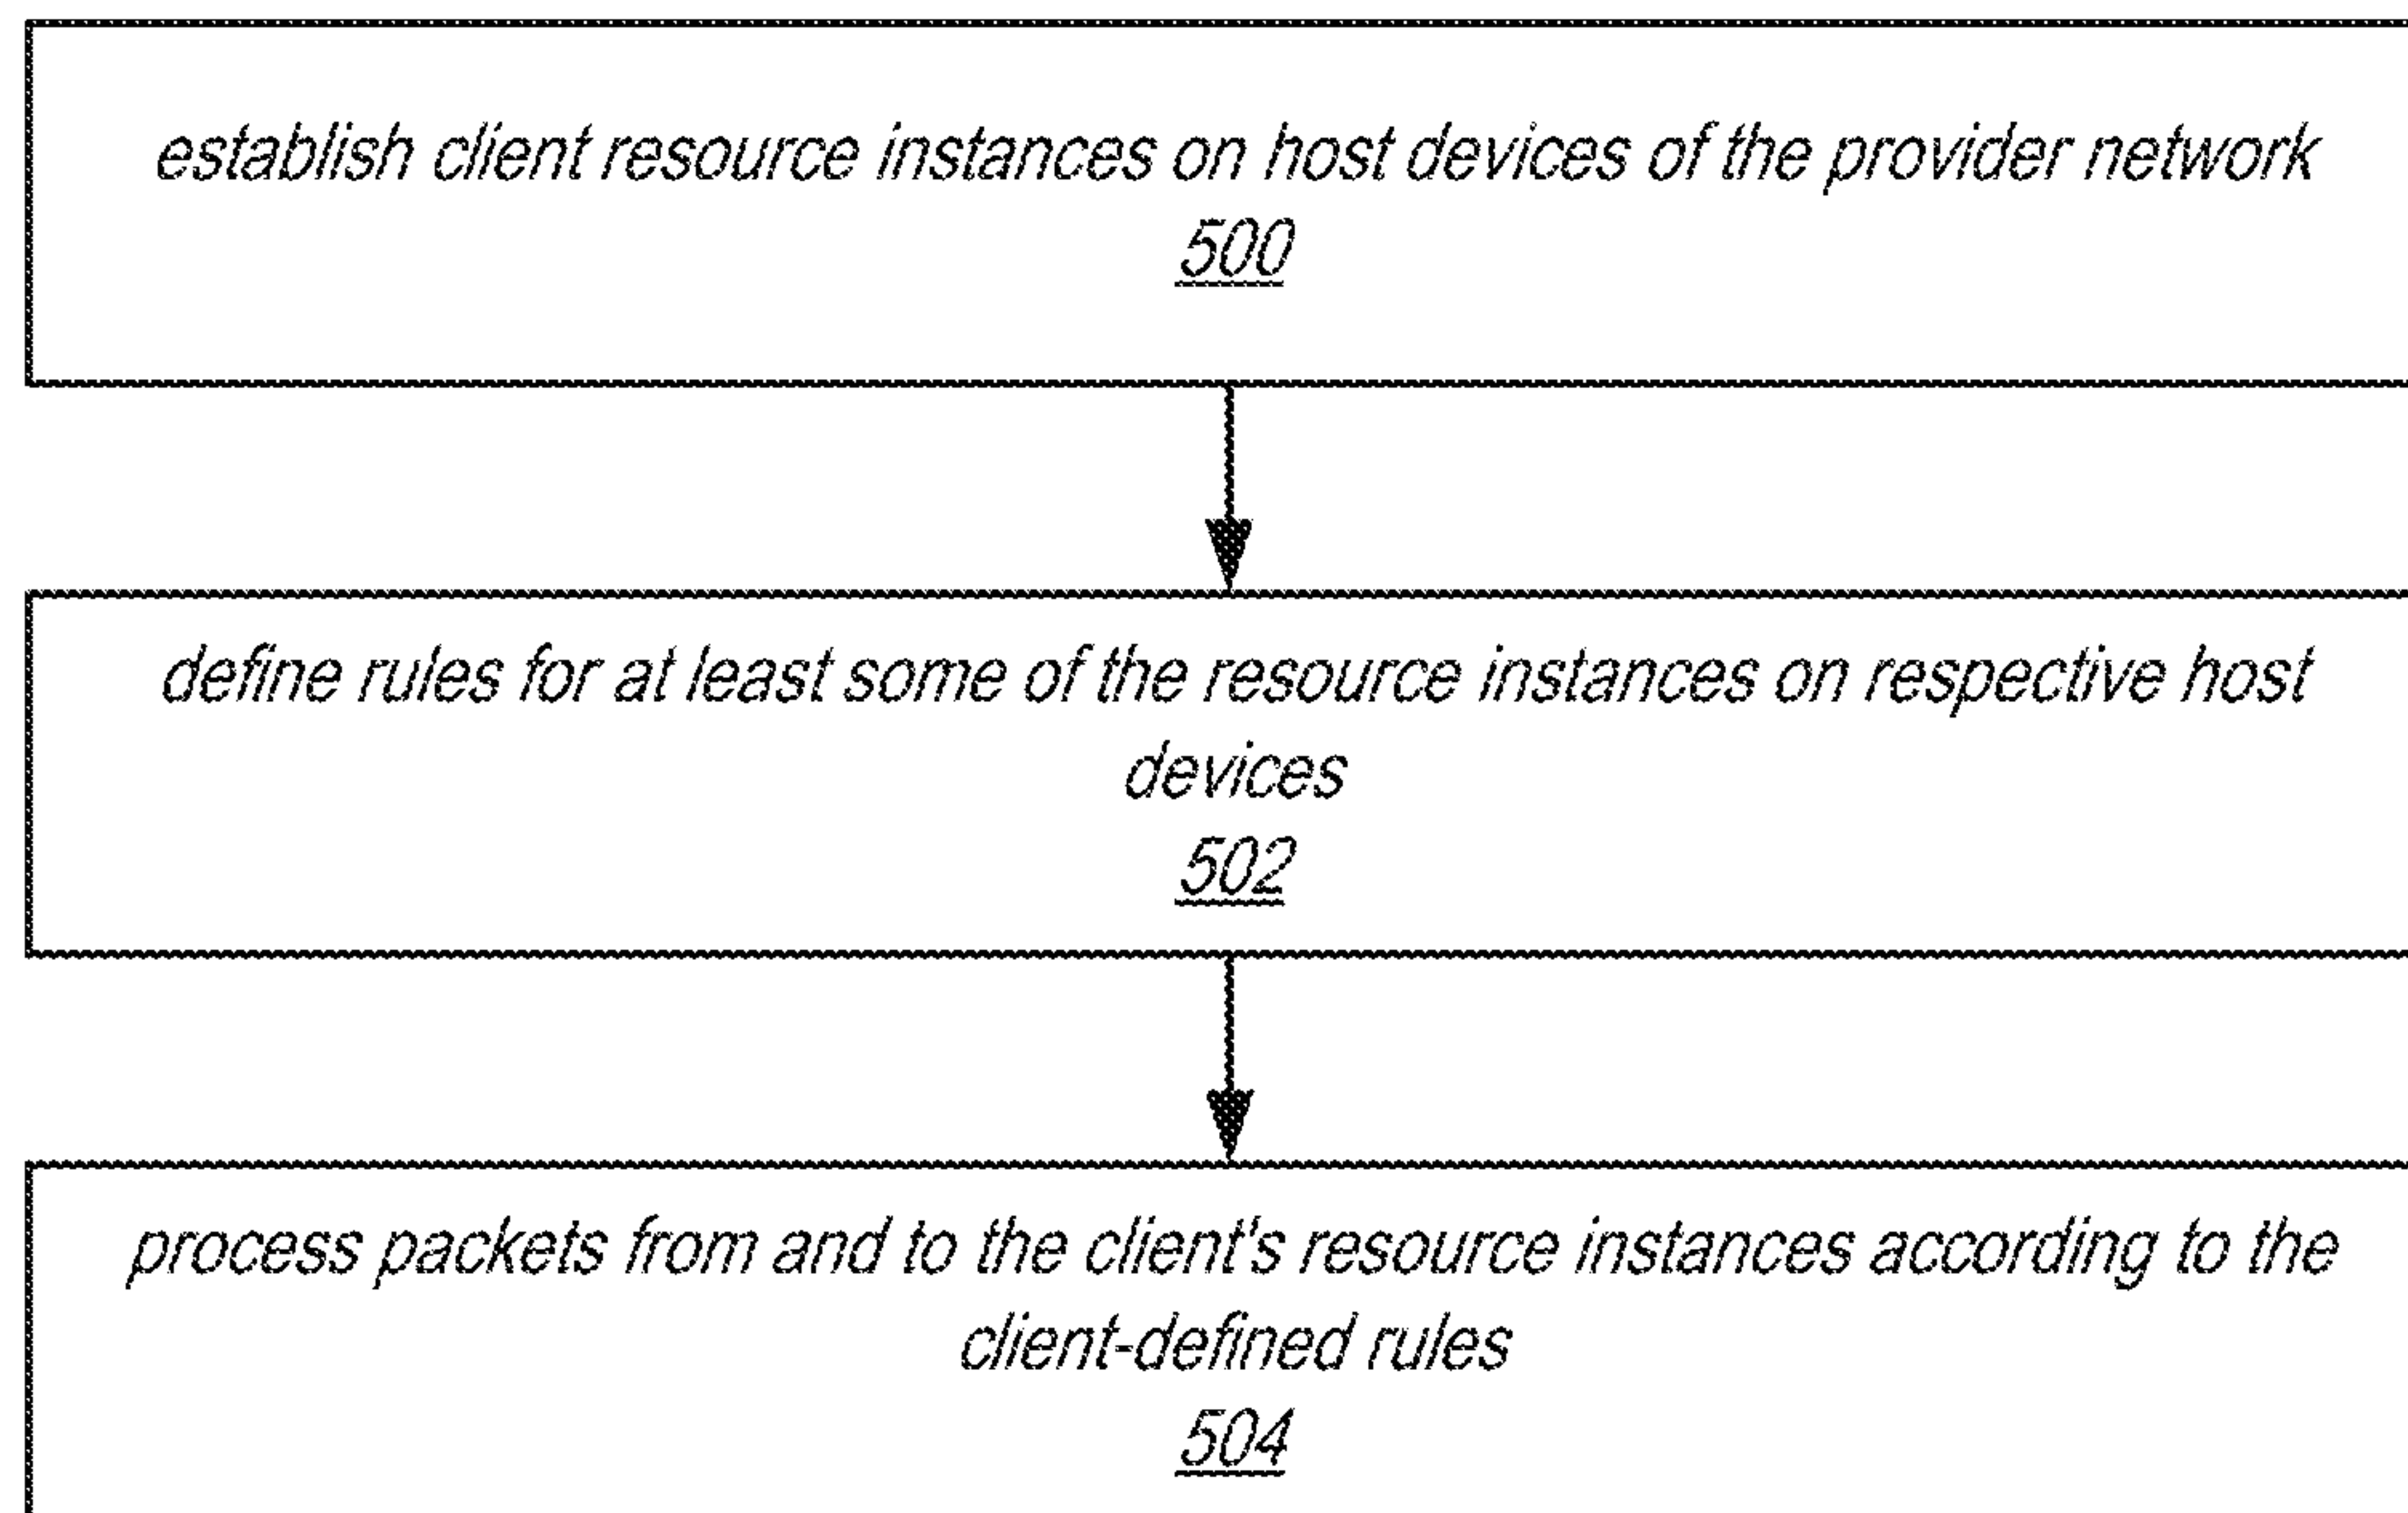 establish client resource instances on host devices of the provider network
500
define rules for at least some of the resource instances on respective host
devices
502
process packets from and to the client's resource instances according to the
client-defined rules
504